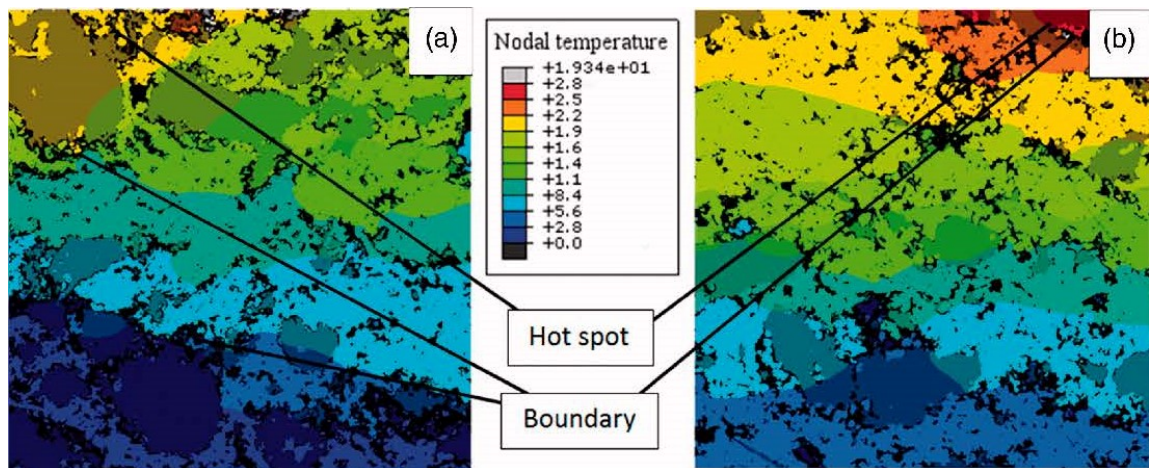 (a)
Nodal temperature
+1.934e+01
+2.8
+2.5
+2.2
+1.9
+1.6
+1.4
+1.1
+8.4
+5.6
+2.8
+0.0
(b)
Hot spot
Boundary